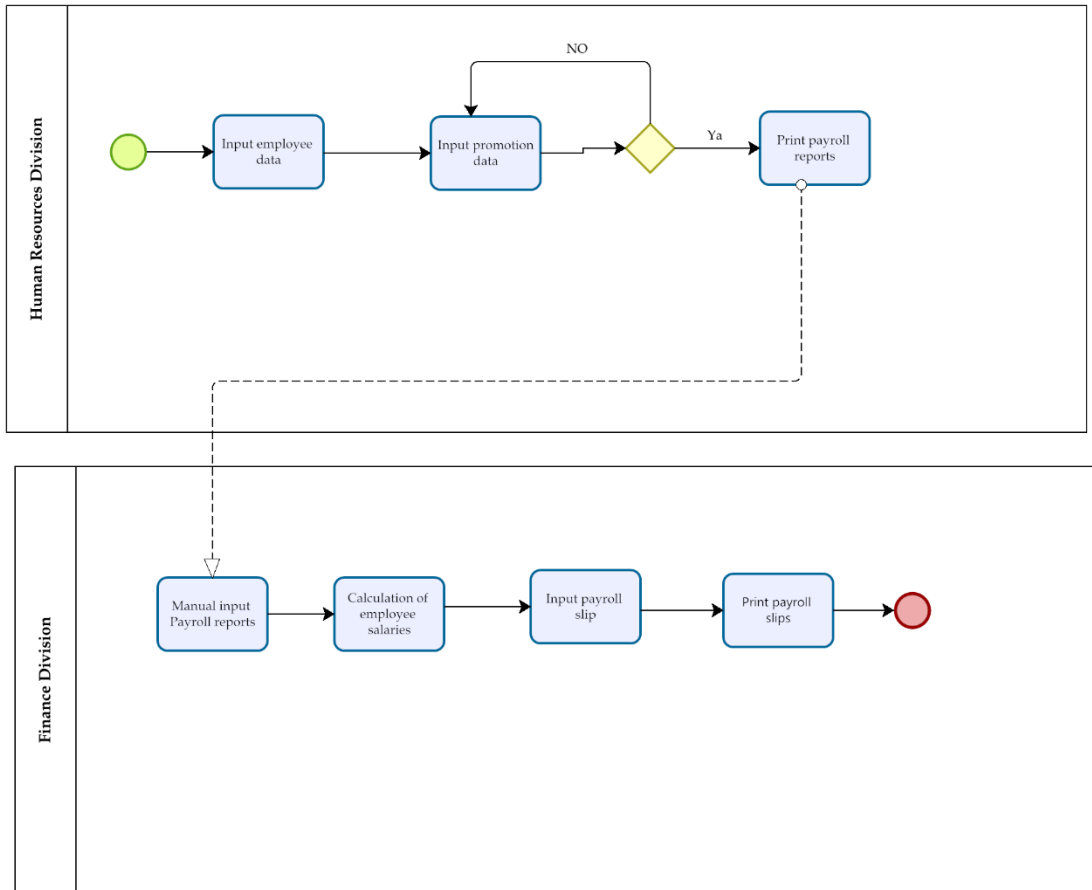 Human Resources Division
NO
Input employee
data
Input promotion
data
Ya
Print payroll
reports
Finance Division
Manual input
Payroll reports
Calculation of
employee
salaries
Input payroll
slip
Print payroll
slips